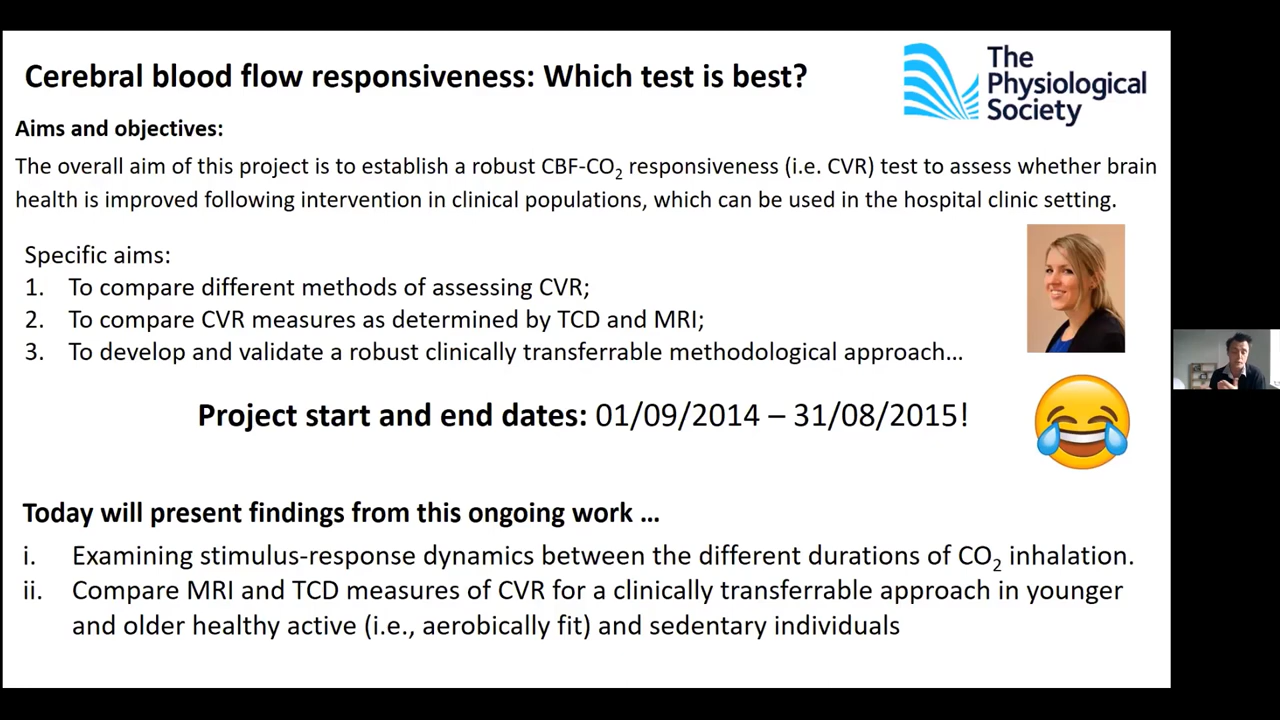 Cerebral blood flow responsiveness: Which test is best?
The
Physiological
Society
Aims and objectives:
The overall aim of this project is to establish a robust CBF-CO₂ responsiveness (i.e. CVR) test to assess whether brain
health is improved following intervention in clinical populations, which can be used in the hospital clinic setting.
Specific aims:
1. To compare different methods of assessing CVR;
2. To compare CVR measures as determined by TCD and MRI;
3. To develop and validate a robust clinically transferrable methodological approach…
Project start and end dates: 01/09/2014 – 31/08/2015!
Today will present findings from this ongoing work …
i. Examining stimulus-response dynamics between the different durations of CO₂ inhalation.
ii. Compare MRI and TCD measures of CVR for a clinically transferrable approach in younger
and older healthy active (i.e., aerobically fit) and sedentary individuals